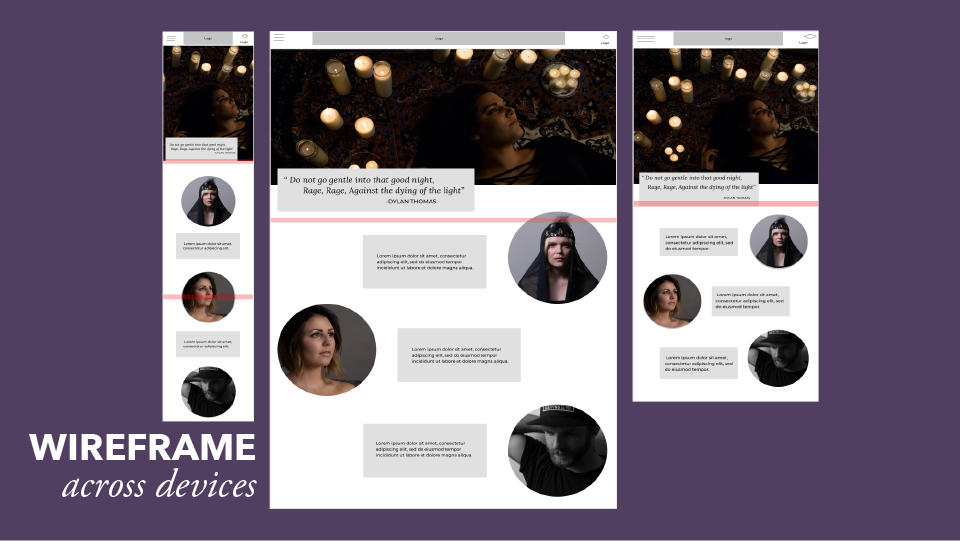 Logo
Login
"Do not go gentle into that good night,
Rage, Rage, Against the dying of the light"
-DYLAN THOMAS
Lorem ipsum dolor sit amet,
consectetur adipiscing elit.
Lorem ipsum dolor sit amet,
consectetur adipiscing elit.
WIREFRAME
across devices
Logo
Login
“ Do not go gentle into that good night,
Rage, Rage, Against the dying of the light”
-DYLAN THOMAS
Lorem ipsum dolor sit amet, consectetur
adipiscing elit, sed do eiusmod tempor
incididunt ut labore et dolore magna aliqua.
Lorem ipsum dolor sit amet, consectetur
adipiscing elit, sed do eiusmod tempor
incididunt ut labore et dolore magna aliqua.
Lorem ipsum dolor sit amet, consectetur
adipiscing elit, sed do eiusmod tempor
incididunt ut labore et dolore magna aliqua.
Logo
Login
“ Do not go gentle into that good night,
Rage, Rage, Against the dying of the light”
-DYLAN THOMAS
Lorem ipsum dolor sit amet,
consectetur adipiscing elit, sed
do eiusmod tempor.
Lorem ipsum dolor sit amet,
consectetur adipiscing elit, sed
do eiusmod tempor.
Lorem ipsum dolor sit amet,
consectetur adipiscing elit, sed
do eiusmod tempor.